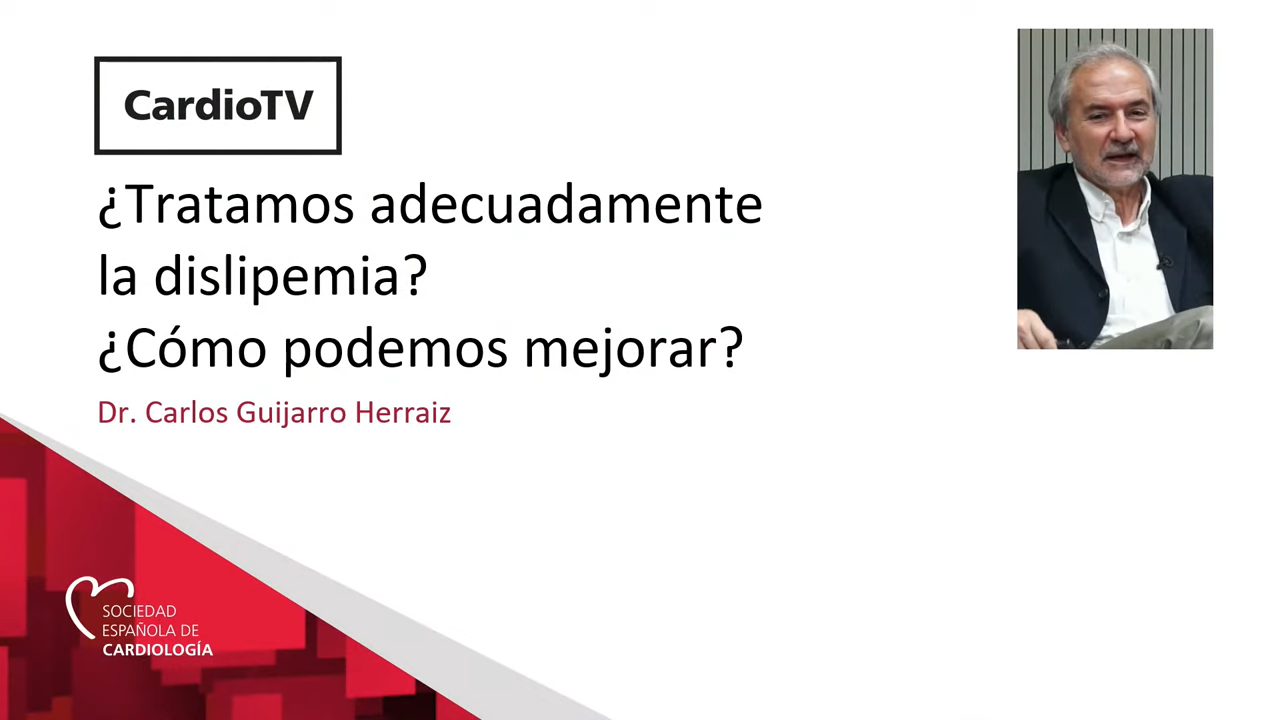 CardioTV
¿Tratamos adecuadamente
la dislipemia?
¿Cómo podemos mejorar?
Dr. Carlos Guijarro Herraiz
SOCIEDAD
ESPAÑOLA DE
CARDIOLOGÍA